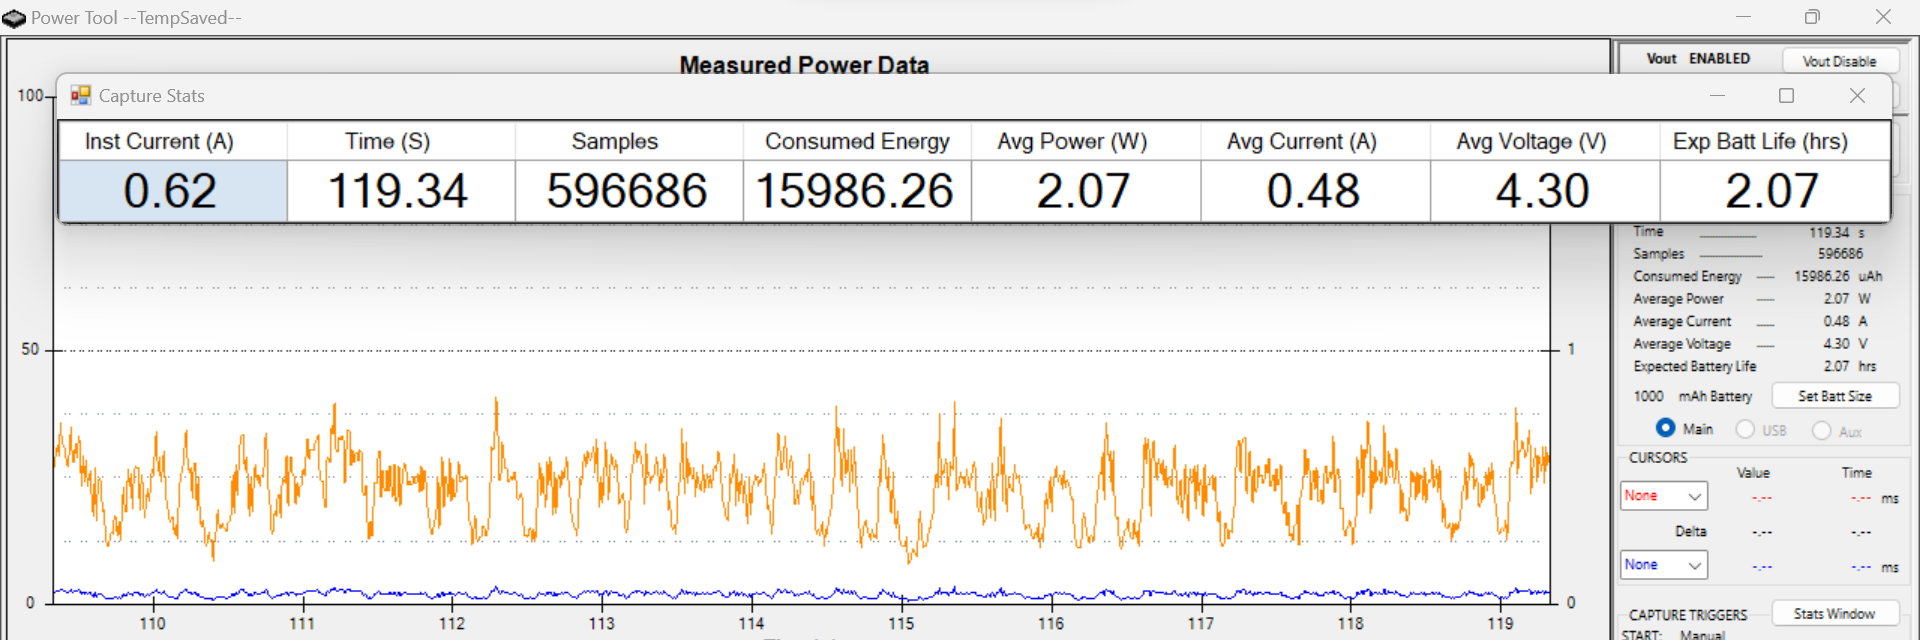 Power Tool --TempSaved--
Measured Power Data
Vout ENABLED
Vout Disable
Capture Stats
Inst Current (A) Time (S) Samples Consumed Energy Avg Power (W) Avg Current (A) Avg Voltage (V) Exp Batt Life (hrs)
0.62 119.34 596686 15986.26 2.07 0.48 4.30 2.07
100
50
0
1
0
110 111 112 113 114 115 116 117 118 119
Time 119.34 s
Samples 596686
Consumed Energy 15986.26 uAh
Average Power 2.07 W
Average Current 0.48 A
Average Voltage 4.30 V
Expected Battery Life 2.07 hrs
1000 mAh Battery Set Batt Size
Main USB Aux
CURSORS
Value Time
None -.-- -.-- ms
Delta -.-- -.--
None -.-- -.-- ms
CAPTURE TRIGGERS Stats Window
START: Manual